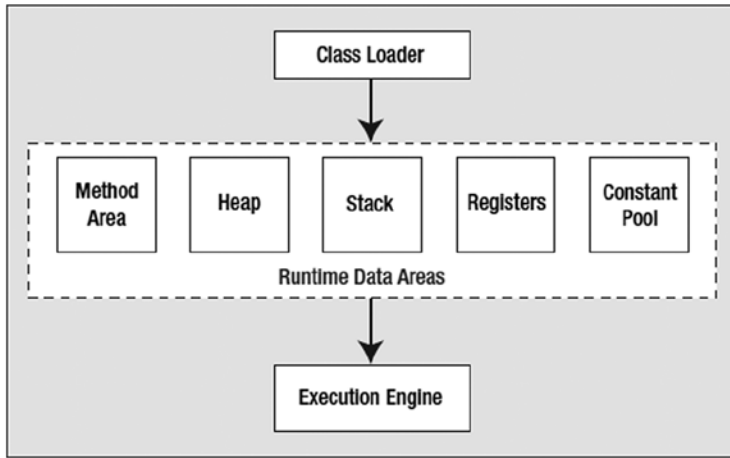 Class Loader
Method
Area
Heap
Stack
Registers
Constant
Pool
Runtime Data Areas
Execution Engine